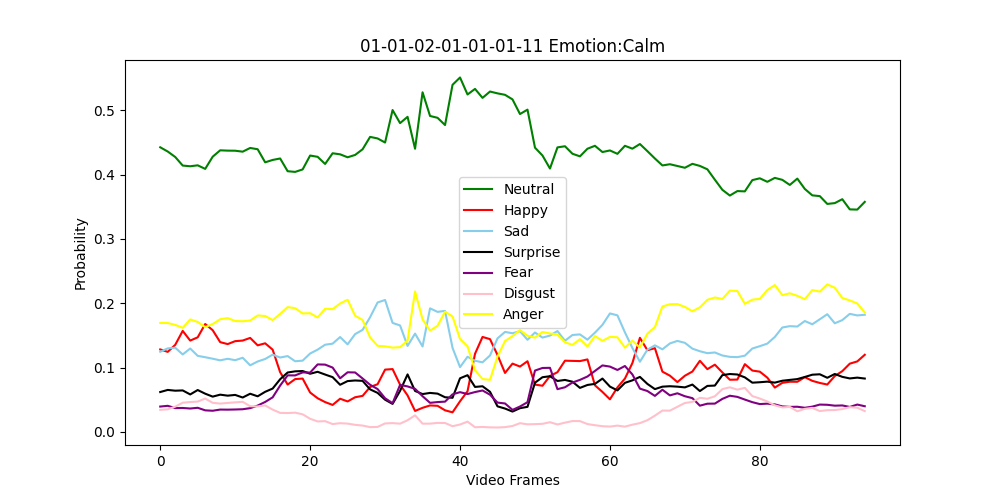 01-01-02-01-01-01-11 Emotion:Calm
Probability
0.5
0.4
0.3
0.2
0.1
0.0
Neutral
Happy
Sad
Surprise
Fear
Disgust
Anger
0 20 40 60 80
Video Frames